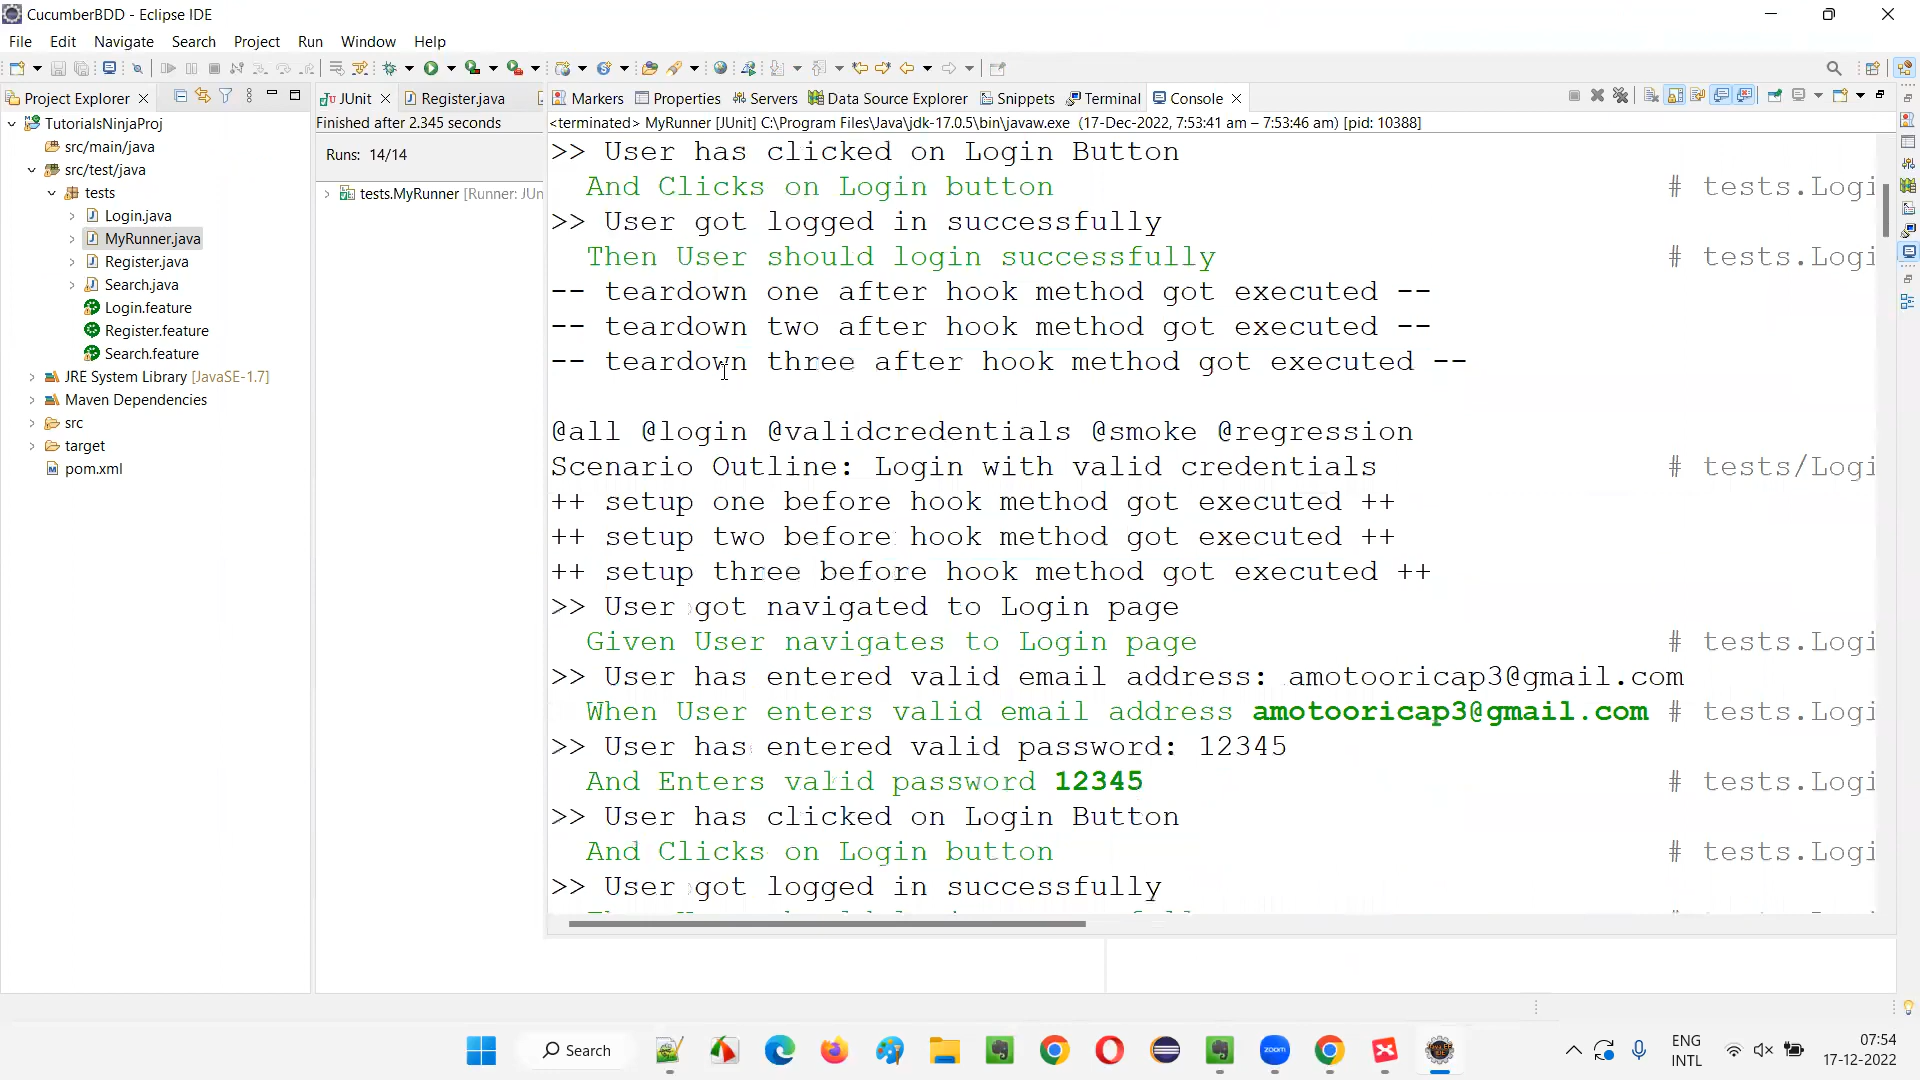 CucumberBDD - Eclipse IDE
File Edit Navigate Search Project Run Window Help
Project Explorer
JUnit
Register.java
Markers
Properties
Servers
Data Source Explorer
Snippets
Terminal
Console
TutorialsNinjaProj
src/main/java
src/test/java
tests
Login.java
MyRunner.java
Register.java
Search.java
Login.feature
Register.feature
Search.feature
JRE System Library [JavaSE-1.7]
Maven Dependencies
src
target
pom.xml
Finished after 2.345 seconds
Runs: 14/14
tests.MyRunner [Runner: JUn
<terminated> MyRunner [JUnit] C:\Program Files\Java\jdk-17.0.5\bin\javaw.exe (17-Dec-2022, 7:53:41 am – 7:53:46 am) [pid: 10388]
>> User has clicked on Login Button
And Clicks on Login button # tests.Logi
>> User got logged in successfully
Then User should login successfully # tests.Logi
-- teardown one after hook method got executed --
-- teardown two after hook method got executed --
-- teardown three after hook method got executed --
@all @login @validcredentials @smoke @regression
Scenario Outline: Login with valid credentials # tests/Logi
++ setup one before hook method got executed ++
++ setup two before hook method got executed ++
++ setup three before hook method got executed ++
>> User got navigated to Login page
Given User navigates to Login page # tests.Logi
>> User has entered valid email address: amotooricap3@gmail.com
When User enters valid email address amotooricap3@gmail.com # tests.Logi
>> User has entered valid password: 12345
And Enters valid password 12345 # tests.Logi
>> User has clicked on Login Button
And Clicks on Login button # tests.Logi
>> User got logged in successfully
Search
zoom
ENG
INTL
07:54
17-12-2022